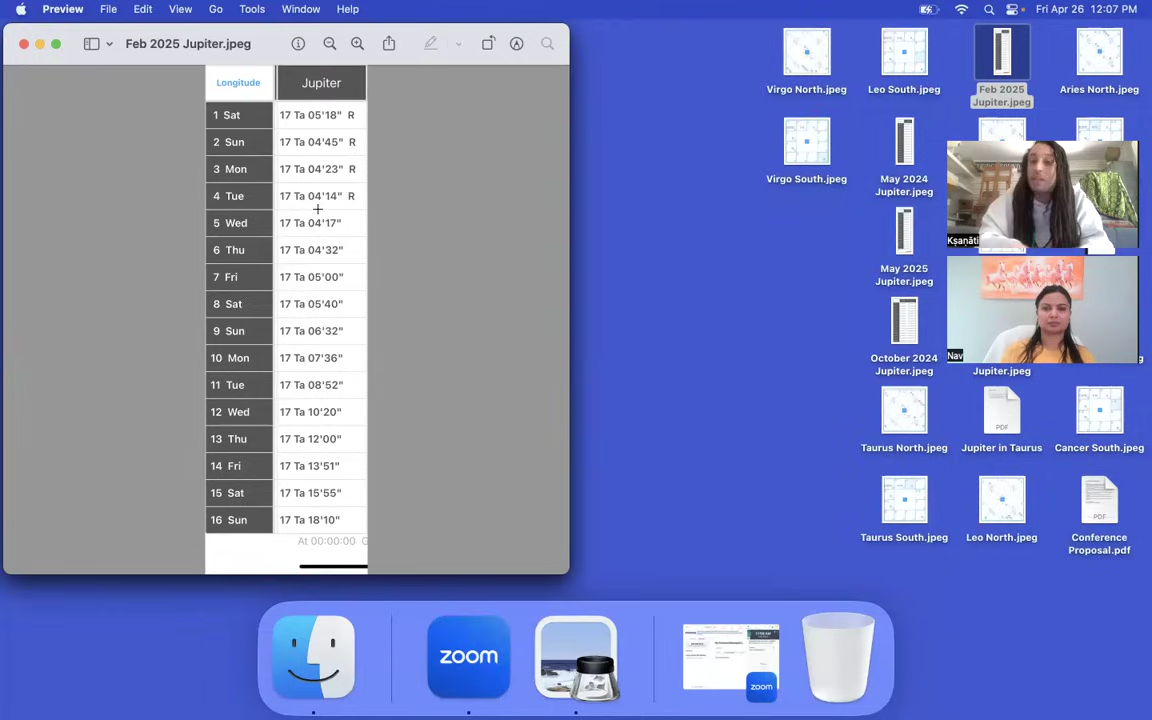 Preview File Edit View Go Tools Window Help
Fri Apr 26 12:07 PM
Feb 2025 Jupiter.jpeg
Longitude Jupiter
1 Sat 17 Ta 05'18" R
2 Sun 17 Ta 04'45" R
3 Mon 17 Ta 04'23" R
4 Tue 17 Ta 04'14" R
5 Wed 17 Ta 04'17"
6 Thu 17 Ta 04'32"
7 Fri 17 Ta 05'00"
8 Sat 17 Ta 05'40"
9 Sun 17 Ta 06'32"
10 Mon 17 Ta 07'36"
11 Tue 17 Ta 08'52"
12 Wed 17 Ta 10'20"
13 Thu 17 Ta 12'00"
14 Fri 17 Ta 13'51"
15 Sat 17 Ta 15'55"
16 Sun 17 Ta 18'10"
At 00:00:00 G
Virgo North.jpeg
Leo South.jpeg
Feb 2025
Jupiter.jpeg
Aries North.jpeg
Virgo South.jpeg
May 2024
Jupiter.jpeg
Kṣaṇāti
May 2025
Jupiter.jpeg
Nav
October 2024
Jupiter.jpeg
Jupiter.jpeg
Taurus North.jpeg
PDF
Jupiter in Taurus
Cancer South.jpeg
Taurus South.jpeg
Leo North.jpeg
PDF
Conference
Proposal.pdf
zoom
zoom